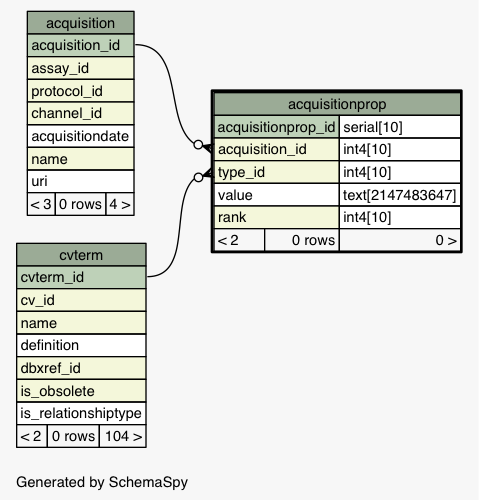 acquisition
acquisition_id
assay_id
protocol_id
channel_id
acquisitiondate
name
uri
< 3 0 rows 4 >
acquisitionprop
acquisitionprop_id serial[10]
acquisition_id int4[10]
type_id int4[10]
value text[2147483647]
rank int4[10]
< 2 0 rows 0 >
cvterm
cvterm_id
cv_id
name
definition
dbxref_id
is_obsolete
is_relationshiptype
< 2 0 rows 104 >
Generated by SchemaSpy